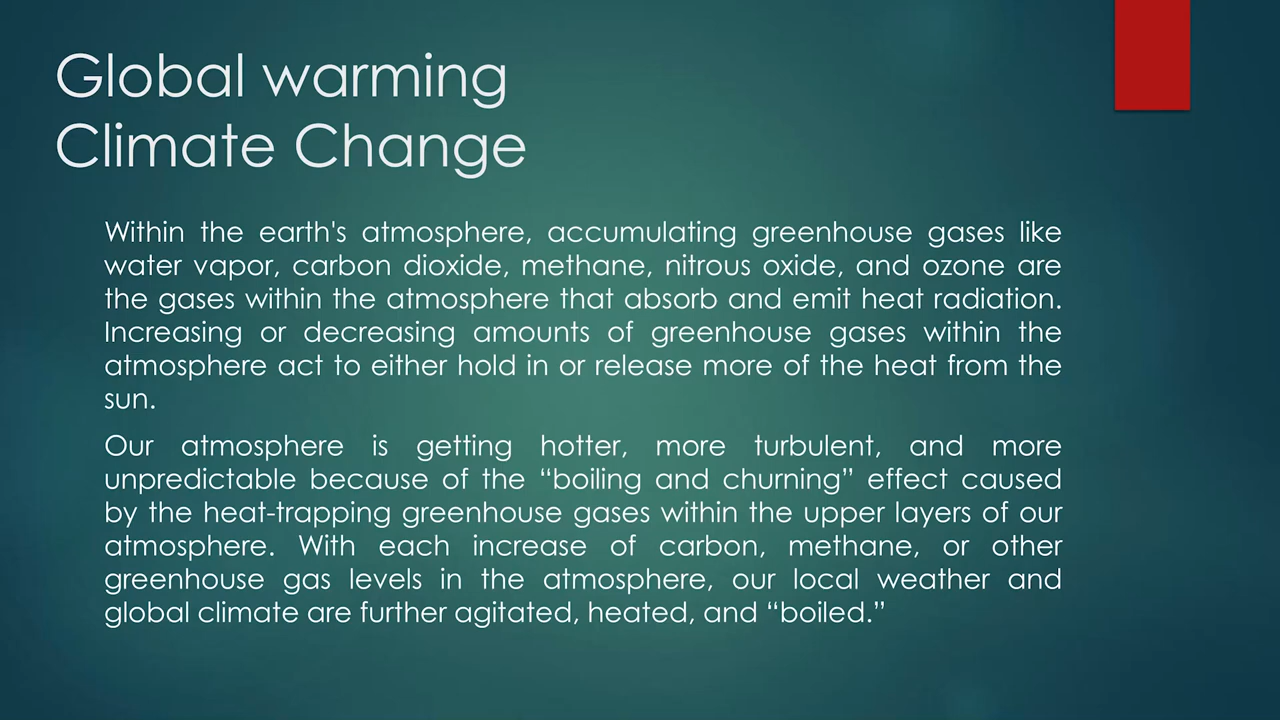 Global warming
Climate Change
Within the earth's atmosphere, accumulating greenhouse gases like
water vapor, carbon dioxide, methane, nitrous oxide, and ozone are
the gases within the atmosphere that absorb and emit heat radiation.
Increasing or decreasing amounts of greenhouse gases within the
atmosphere act to either hold in or release more of the heat from the
sun.
Our atmosphere is getting hotter, more turbulent, and more
unpredictable because of the “boiling and churning” effect caused
by the heat-trapping greenhouse gases within the upper layers of our
atmosphere. With each increase of carbon, methane, or other
greenhouse gas levels in the atmosphere, our local weather and
global climate are further agitated, heated, and “boiled.”